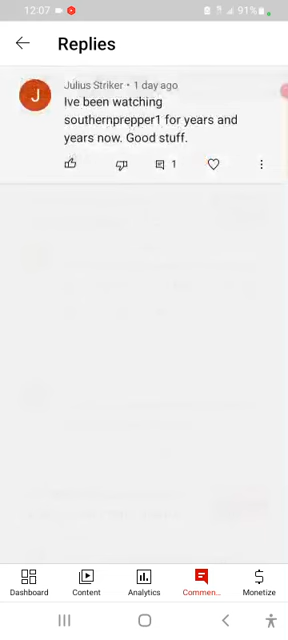 12:07
91%
Replies
J
Julius Striker • 1 day ago
Ive been watching
southernprepper1 for years and
years now. Good stuff.
1
Dashboard
Content
Analytics
Commen...
Monetize